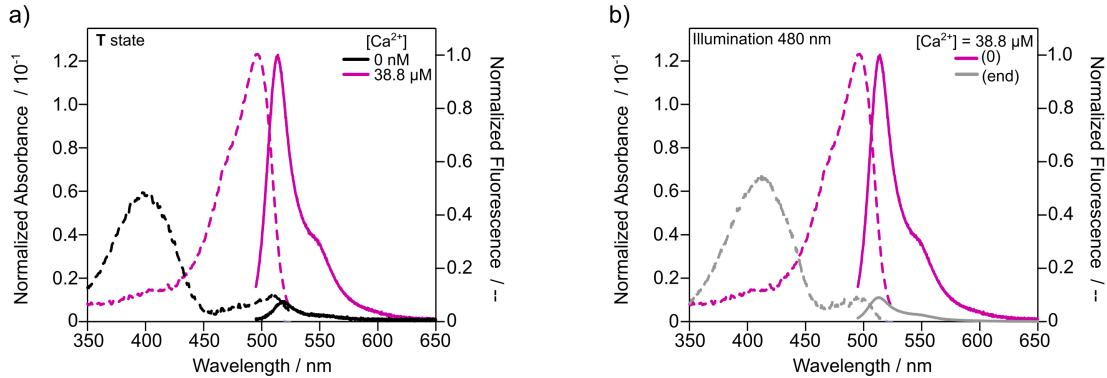 a)
T state
[Ca²⁺]
0 nM
38.8 µM
Normalized Absorbance / 10⁻¹
1.2
1.0
0.8
0.6
0.4
0.2
0
350 400 450 500 550 600 650
Wavelength / nm
1.0
0.8
0.6
0.4
0.2
0
Normalized Fluorescence / --
b)
Illumination 480 nm
[Ca²⁺] = 38.8 µM
(0)
(end)
Normalized Absorbance / 10⁻¹
1.2
1.0
0.8
0.6
0.4
0.2
0
350 400 450 500 550 600 650
Wavelength / nm
1.0
0.8
0.6
0.4
0.2
0
Normalized Fluorescence / --